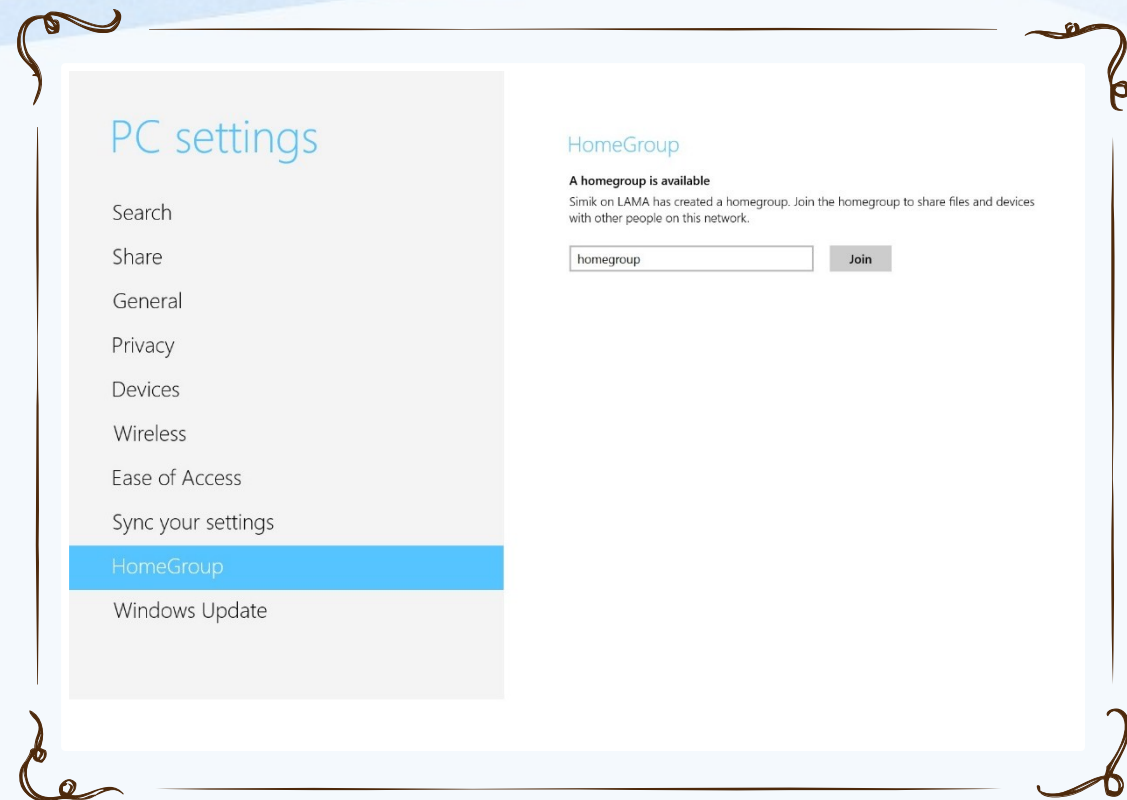 PC settings
Search
Share
General
Privacy
Devices
Wireless
Ease of Access
Sync your settings
HomeGroup
Windows Update
HomeGroup
A homegroup is available
Simik on LAMA has created a homegroup. Join the homegroup to share files and devices
with other people on this network.
homegroup
Join